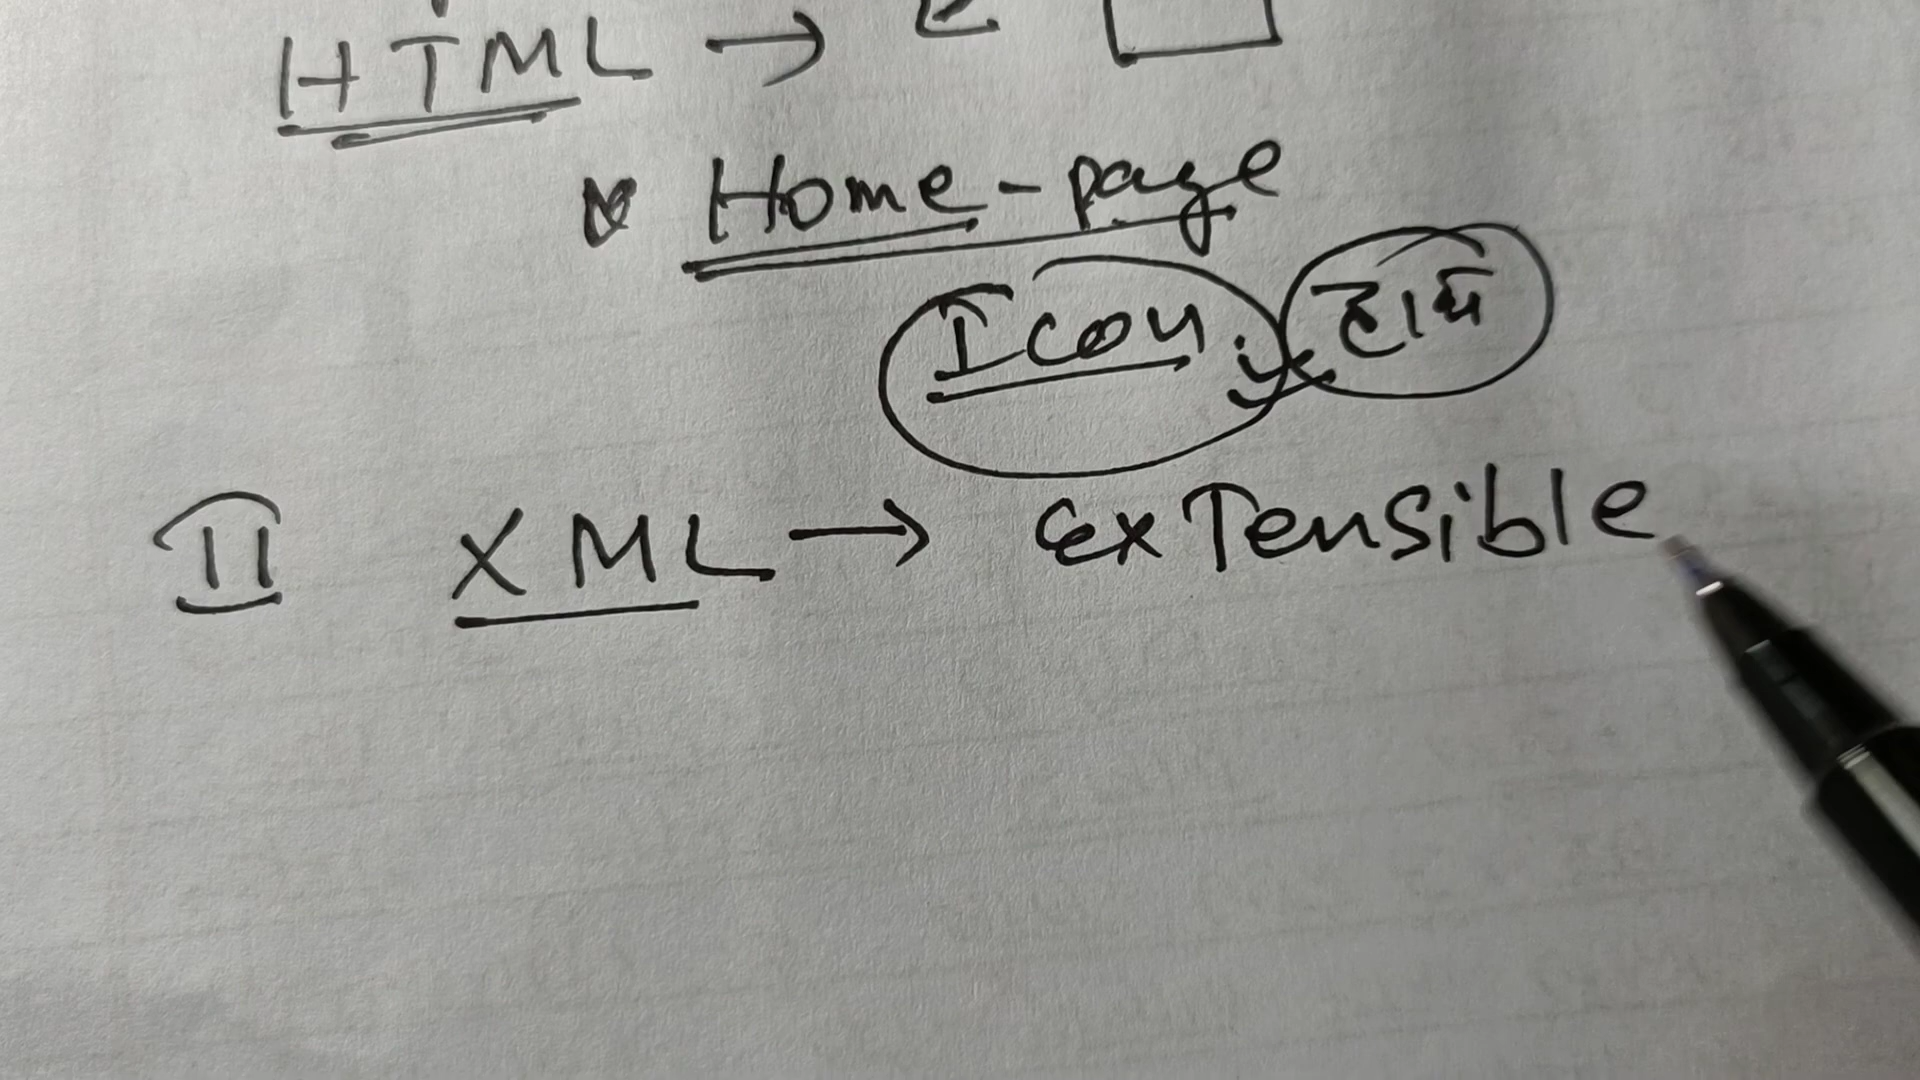 HTML →
* Home-page
Icon हाथ
II XML → exTensible